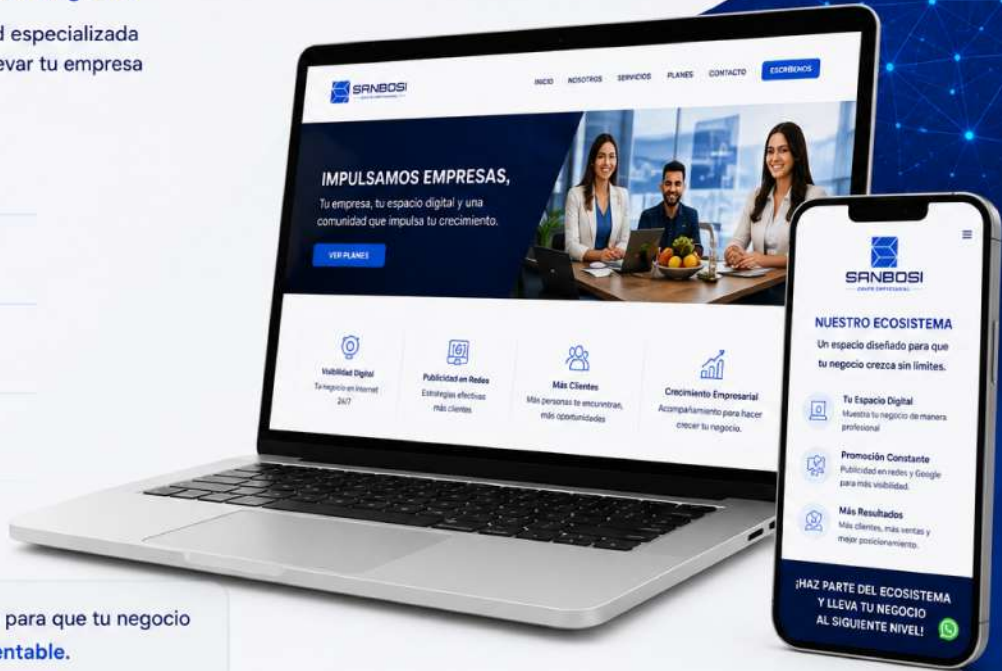 d especializada
evar tu empresa
para que tu negocio
entable.
SANBOSI
INICIO NOSOTROS SERVICIOS PLANES CONTACTO ESCRÍBENOS
IMPULSAMOS EMPRESAS,
Tu empresa, tu espacio digital y una
comunidad que impulsa tu crecimiento.
VER PLANES
Visibilidad Digital
Tu negocio en internet
24/7
Publicidad en Redes
Estrategias efectivas
más clientes
Más Clientes
Más personas te encuentran,
más oportunidades
Crecimiento Empresarial
Acompañamiento para hacer
crecer tu negocio.
SANBOSI
GRUPO EMPRESARIAL
NUESTRO ECOSISTEMA
Un espacio diseñado para que
tu negocio crezca sin límites.
Tu Espacio Digital
Muestra tu negocio de manera
profesional
Promoción Constante
Publicidad en redes y Google
para más visibilidad.
Más Resultados
Más clientes, más ventas y
mejor posicionamiento.
¡HAZ PARTE DEL ECOSISTEMA
Y LLEVA TU NEGOCIO
AL SIGUIENTE NIVEL!